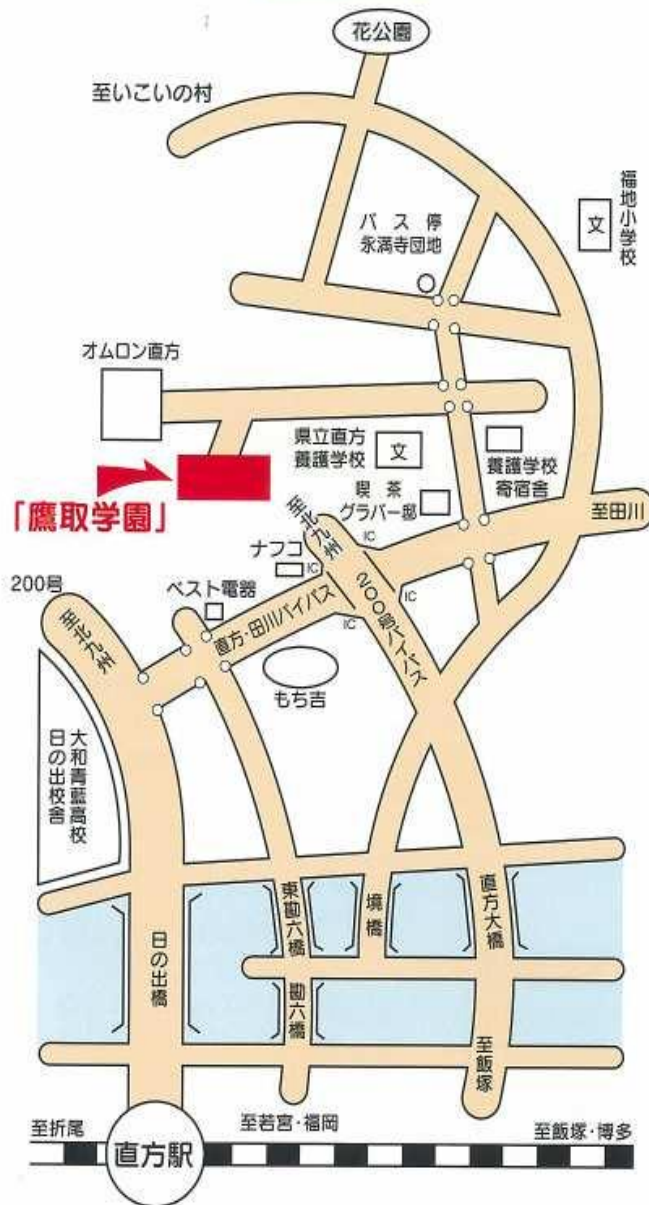 花公園
至いこいの村
福地小学校
文
バス停
永満寺団地
オムロン直方
県立直方
養護学校
文
養護学校
寄宿舎
「鷹取学園」
喫茶
グラバー邸
至北九州
IC
至田川
ナフコ
IC
200号
ベスト電器
至北九州
直方・田川バイパス
IC
200号バイパス
IC
もち吉
大和青藍高校
日の出校舎
日の出橋
東勘六橋
境橋
直方大橋
勘六橋
至飯塚
至折尾
直方駅
至若宮・福岡
至飯塚・博多